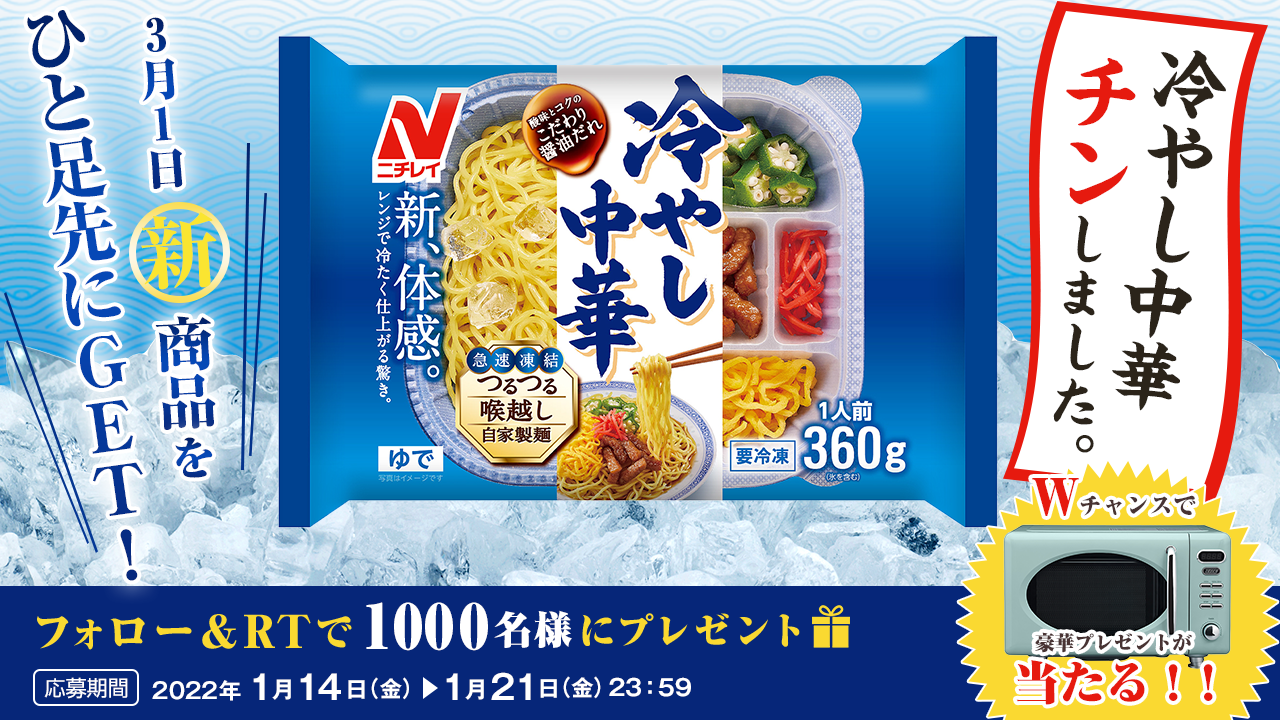 3月1日新商品を
ひと足先にGET!
ニチレイ
新、体感。
レンジで冷たく仕上がる驚き。
酸味とコクの
こだわり
醤油だれ
冷やし
中華
急速凍結
つるつる
喉越し
自家製麺
ゆで
写真はイメージです
1人前
要冷凍
360g
(氷を含む)
冷やし中華
チンしました。
Wチャンスで
豪華プレゼントが
当たる!!
フォロー&RTで1000名様にプレゼント
応募期間 2022年 1月14日(金)▶1月21日(金)23:59